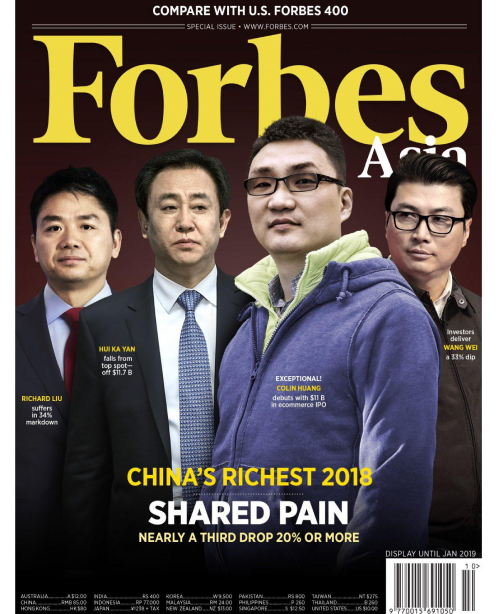 COMPARE WITH U.S. FORBES 400
SPECIAL ISSUE • WWW.FORBES.COM
Forbes
Asia
HUI KA YAN
falls from
top spot—
off $11.7 B
RICHARD LIU
suffers
in 34%
markdown
EXCEPTIONAL!
COLIN HUANG
debuts with $11 B
in ecommerce IPO
Investors
deliver
WANG WEI
a 33% dip
CHINA'S RICHEST 2018
SHARED PAIN
NEARLY A THIRD DROP 20% OR MORE
DISPLAY UNTIL JAN 2019
AUSTRALIA...A $12.00
CHINA...RMB 85.00
HONG KONG...HK $80
INDIA...RS 400
INDONESIA...RP 77,000
JAPAN...¥1238 + TAX
KOREA...W 9,500
MALAYSIA...RM 24.00
NEW ZEALAND...NZ $13.00
PAKISTAN...RS 800
PHILIPPINES...P 260
SINGAPORE...S $12.50
TAIWAN...NT $275
THAILAND...B 260
UNITED STATES...US $10.00
10>
9 770015 691050